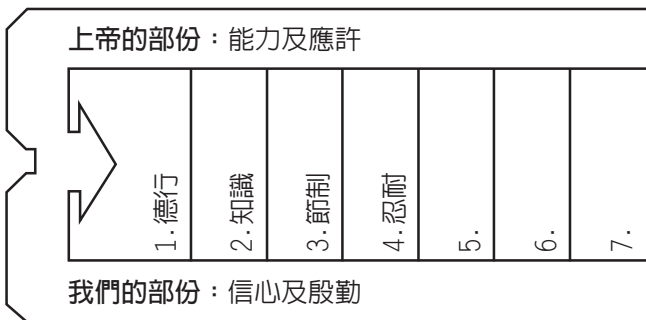 上帝的部份：能力及應許
1.德行
2.知識
3.節制
4.忍耐
5.
6.
7.
我們的部份：信心及殷勤